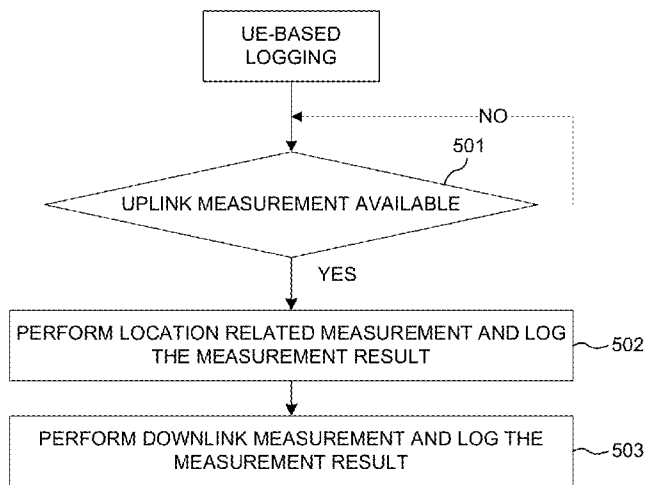 UE-BASED
LOGGING
NO
501
UPLINK MEASUREMENT AVAILABLE
YES
PERFORM LOCATION RELATED MEASUREMENT AND LOG
THE MEASUREMENT RESULT
502
PERFORM DOWNLINK MEASUREMENT AND LOG THE
MEASUREMENT RESULT
503